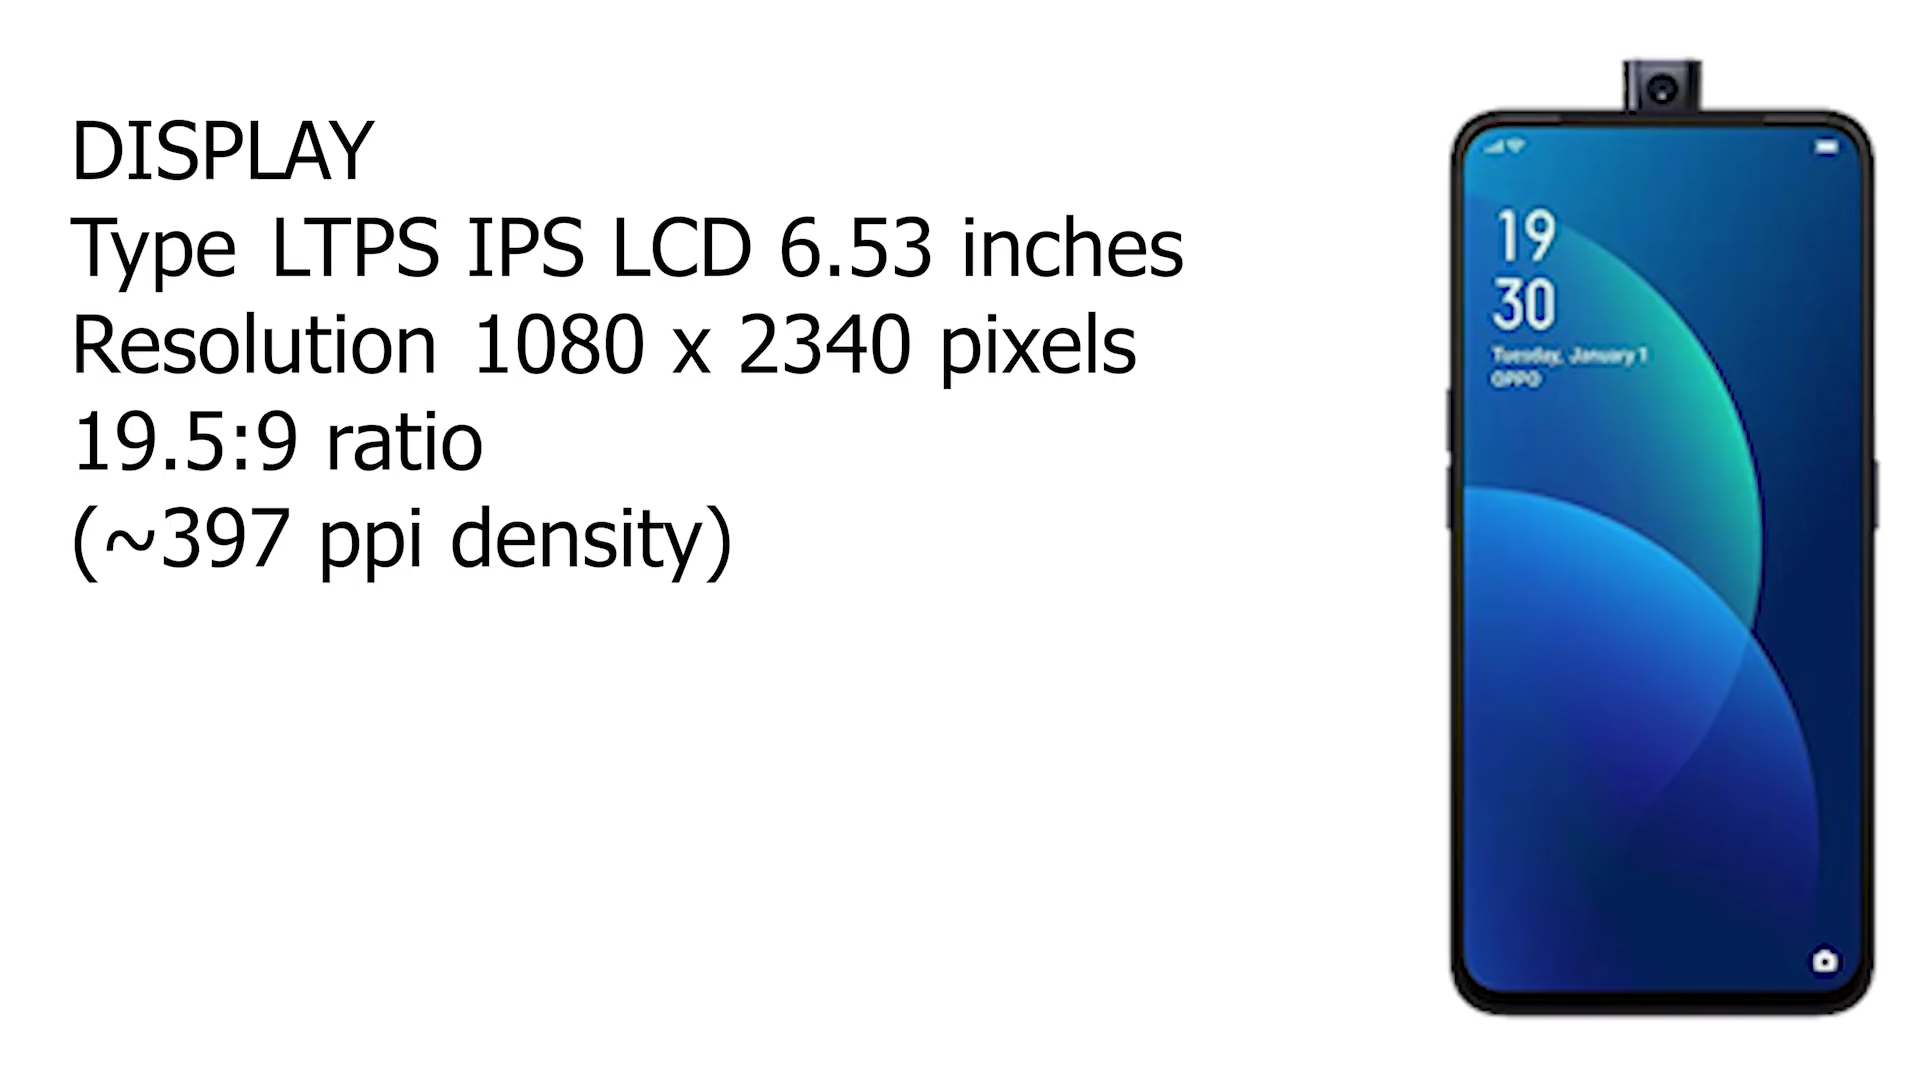 DISPLAY
Type LTPS IPS LCD 6.53 inches
Resolution 1080 x 2340 pixels
19.5:9 ratio
(~397 ppi density)
19
30
Tuesday, January 1
OPPO